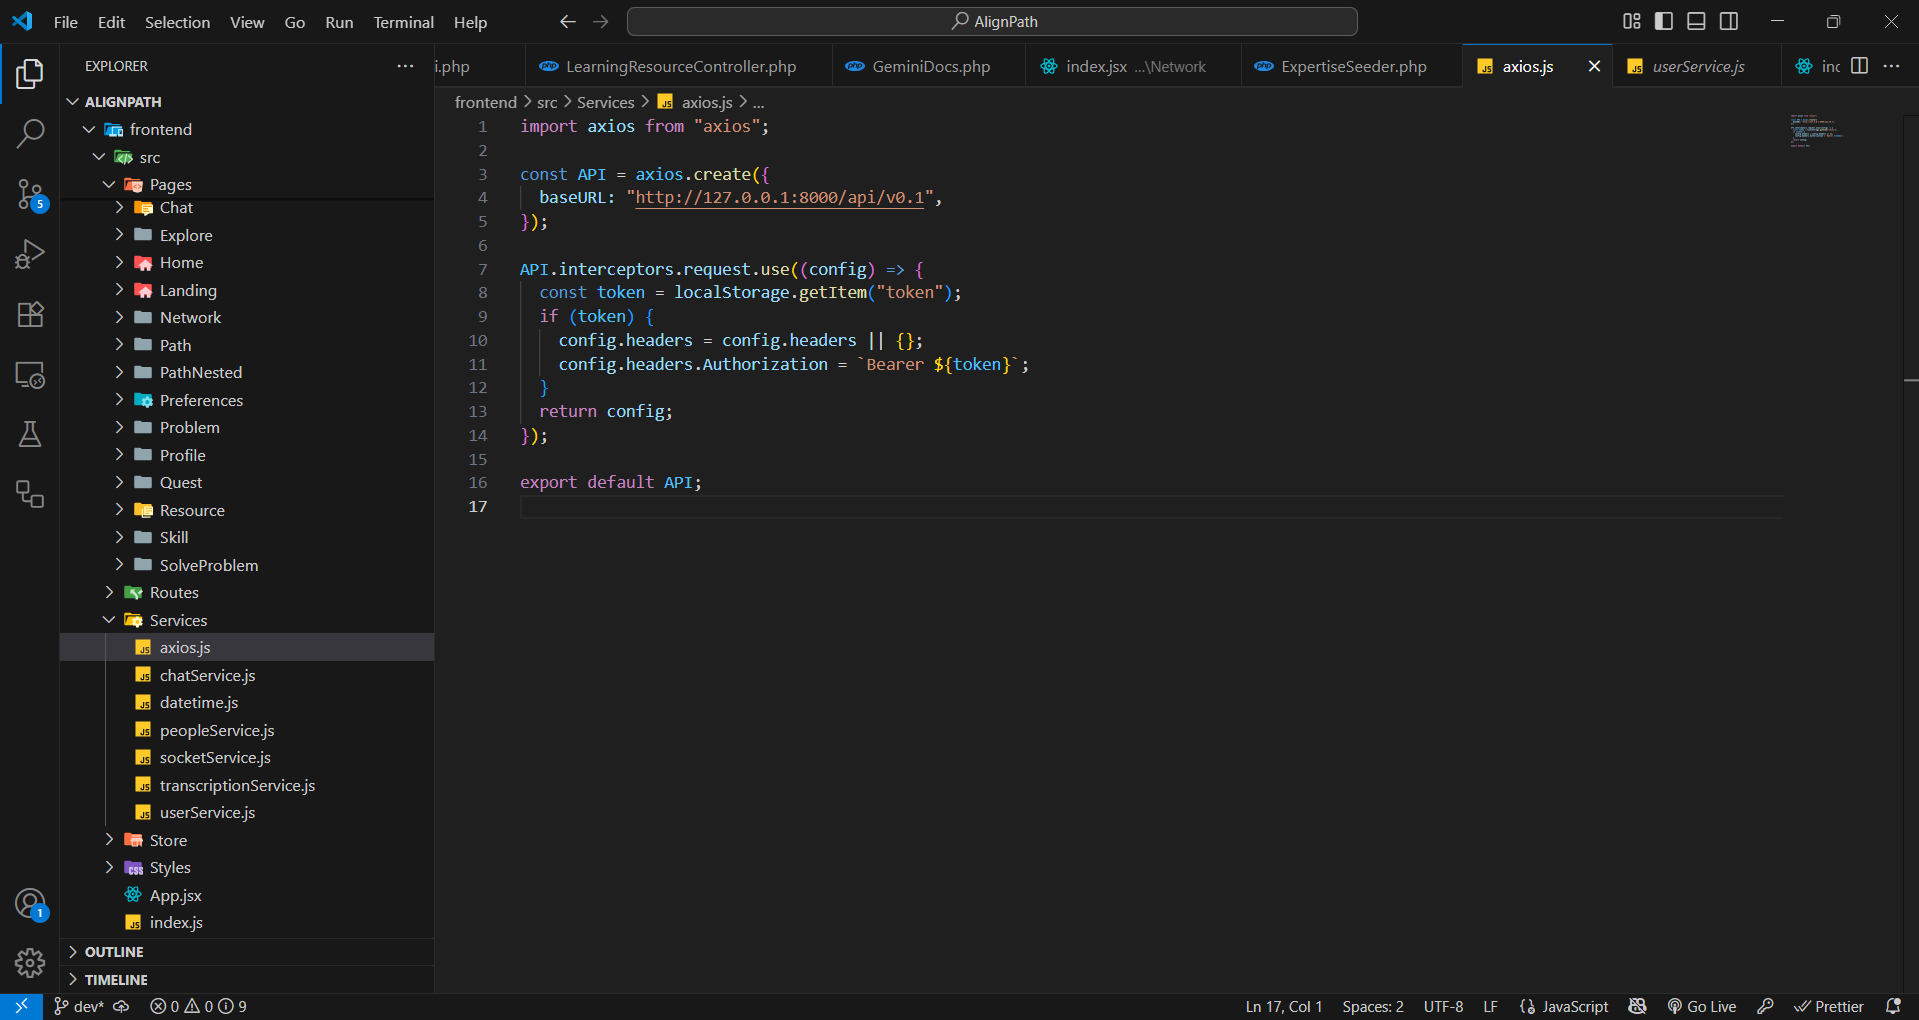 File Edit Selection View Go Run Terminal Help
AlignPath
EXPLORER
i.php
LearningResourceController.php
GeminiDocs.php
index.jsx ...\Network
ExpertiseSeeder.php
axios.js
userService.js
ALIGNPATH
frontend
src
Pages
Chat
Explore
Home
Landing
Network
Path
PathNested
Preferences
Problem
Profile
Quest
Resource
Skill
SolveProblem
Routes
Services
axios.js
chatService.js
datetime.js
peopleService.js
socketService.js
transcriptionService.js
userService.js
Store
Styles
App.jsx
index.js
OUTLINE
TIMELINE
5
1
frontend > src > Services > axios.js > ...
1 import axios from "axios";
2
3 const API = axios.create({
4 baseURL: "http://127.0.0.1:8000/api/v0.1",
5 });
6
7 API.interceptors.request.use((config) => {
8 const token = localStorage.getItem("token");
9 if (token) {
10 config.headers = config.headers || {};
11 config.headers.Authorization = `Bearer ${token}`;
12 }
13 return config;
14 });
15
16 export default API;
17
dev* 0 0 9
Ln 17, Col 1 Spaces: 2 UTF-8 LF {} JavaScript Go Live Prettier